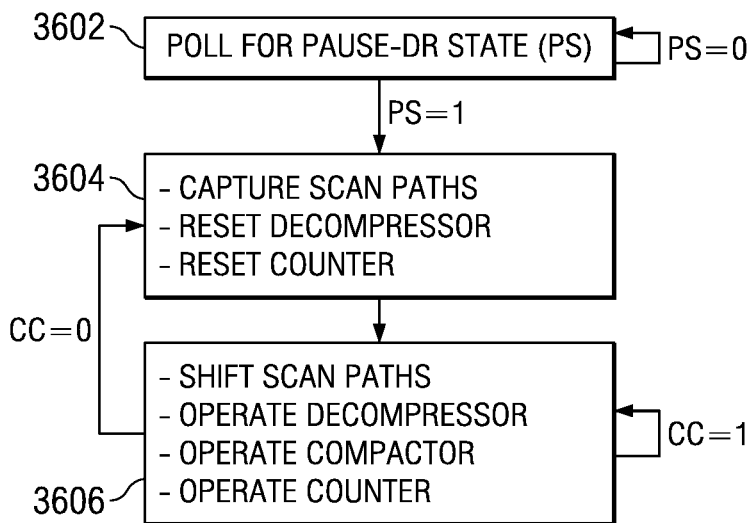 3602
POLL FOR PAUSE-DR STATE (PS)
PS=0
PS=1
3604
- CAPTURE SCAN PATHS
- RESET DECOMPRESSOR
- RESET COUNTER
CC=0
- SHIFT SCAN PATHS
- OPERATE DECOMPRESSOR
- OPERATE COMPACTOR
- OPERATE COUNTER
CC=1
3606